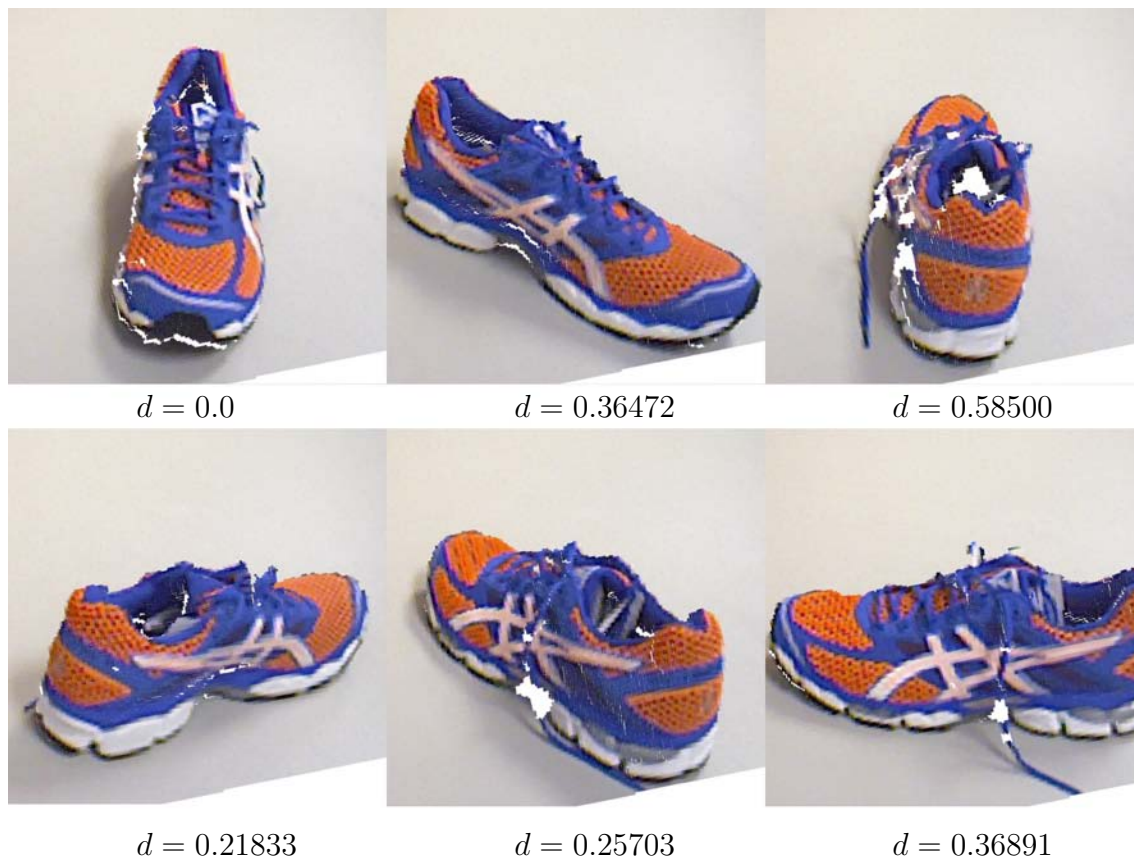 d = 0.0
d = 0.36472
d = 0.58500
d = 0.21833
d = 0.25703
d = 0.36891